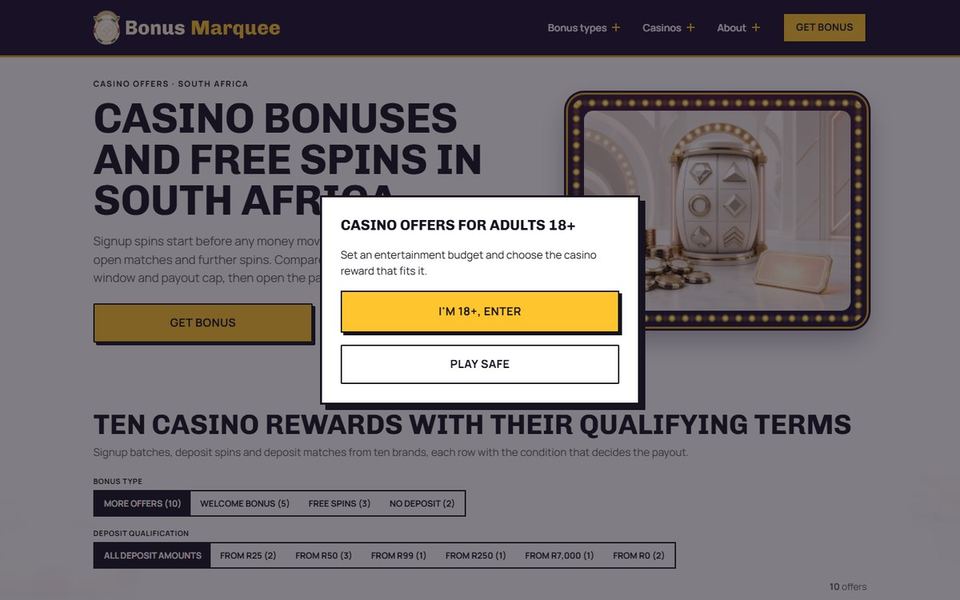 Bonus Marquee
Bonus types +
Casinos +
About +
GET BONUS
CASINO OFFERS · SOUTH AFRICA
CASINO BONUSES
AND FREE SPINS IN
SOUTH AFRICA
Signup spins start before any money
open matches and further spins.
window and payout cap, then open the
GET BONUS
CASINO OFFERS FOR ADULTS 18+
Set an entertainment budget and choose the casino
reward that fits it.
I'M 18+, ENTER
PLAY SAFE
TEN CASINO REWARDS WITH THEIR QUALIFYING TERMS
Signup batches, deposit spins and deposit matches from ten brands, each row with the condition that decides the payout.
BONUS TYPE
MORE OFFERS (10)
WELCOME BONUS (5)
FREE SPINS (3)
NO DEPOSIT (2)
DEPOSIT QUALIFICATION
ALL DEPOSIT AMOUNTS
FROM R25 (2)
FROM R50 (3)
FROM R99 (1)
FROM R250 (1)
FROM R7,000 (1)
FROM R0 (2)
10 offers